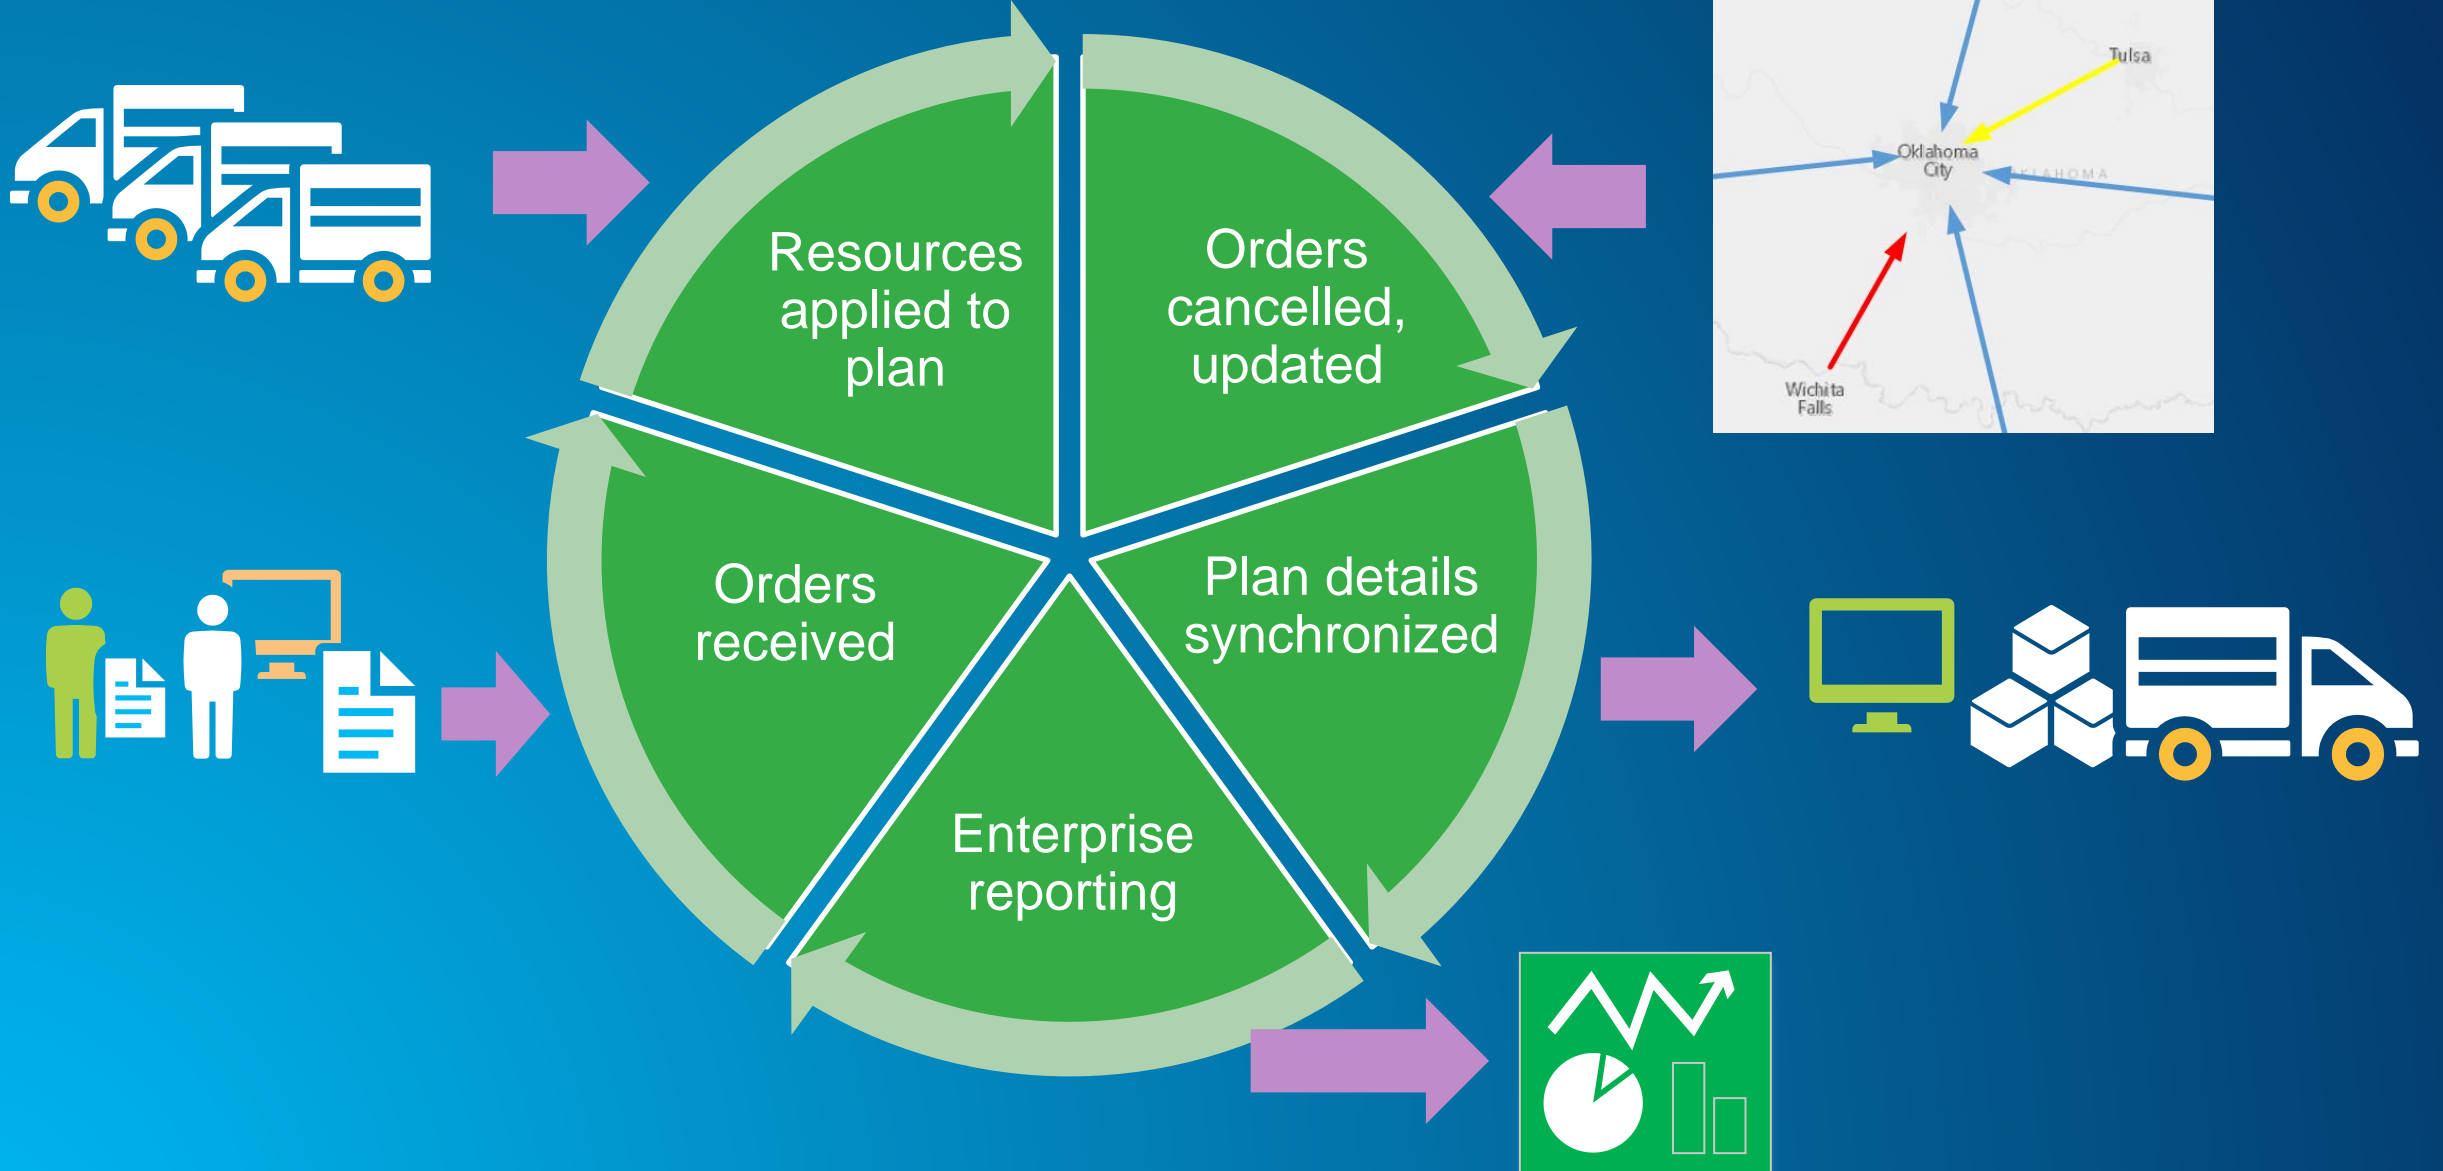 Resources
applied to
plan
Orders
cancelled,
updated
Plan details
synchronized
Enterprise
reporting
Orders
received
Tulsa
Oklahoma
City
KLAHOMA
Wichita
Falls